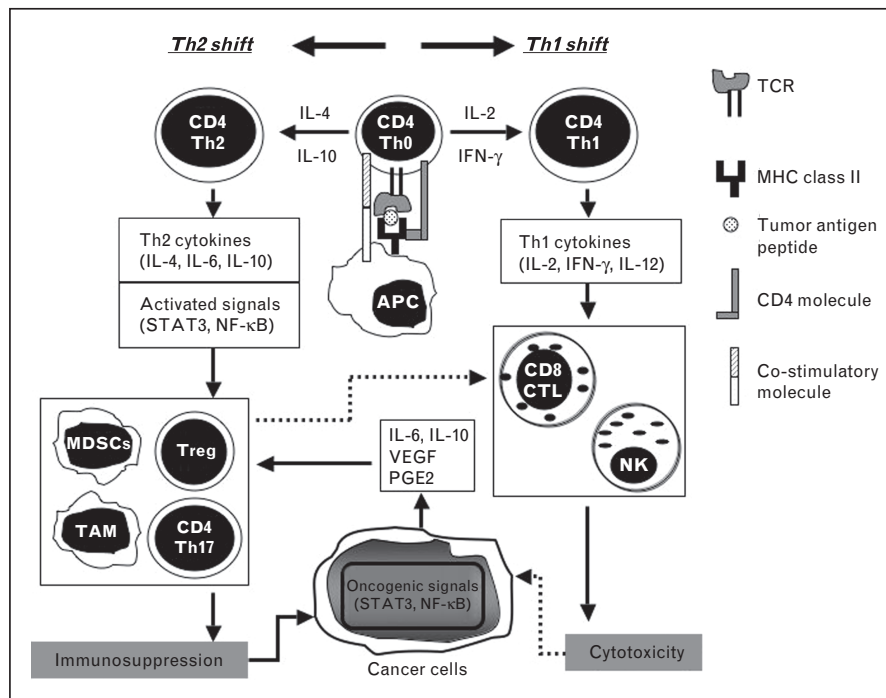 Th2 shift
Th1 shift
CD4
Th2
IL-4
IL-10
CD4
Th0
IL-2
IFN-γ
CD4
Th1
TCR
MHC class II
Tumor antigen
peptide
CD4 molecule
Co-stimulatory
molecule
Th2 cytokines
(IL-4, IL-6, IL-10)
Activated signals
(STAT3, NF-κB)
APC
Th1 cytokines
(IL-2, IFN-γ, IL-12)
CD8
CTL
NK
MDSCs
Treg
TAM
CD4
Th17
IL-6, IL-10
VEGF
PGE2
Oncogenic signals
(STAT3, NF-κB)
Cancer cells
Immunosuppression
Cytotoxicity